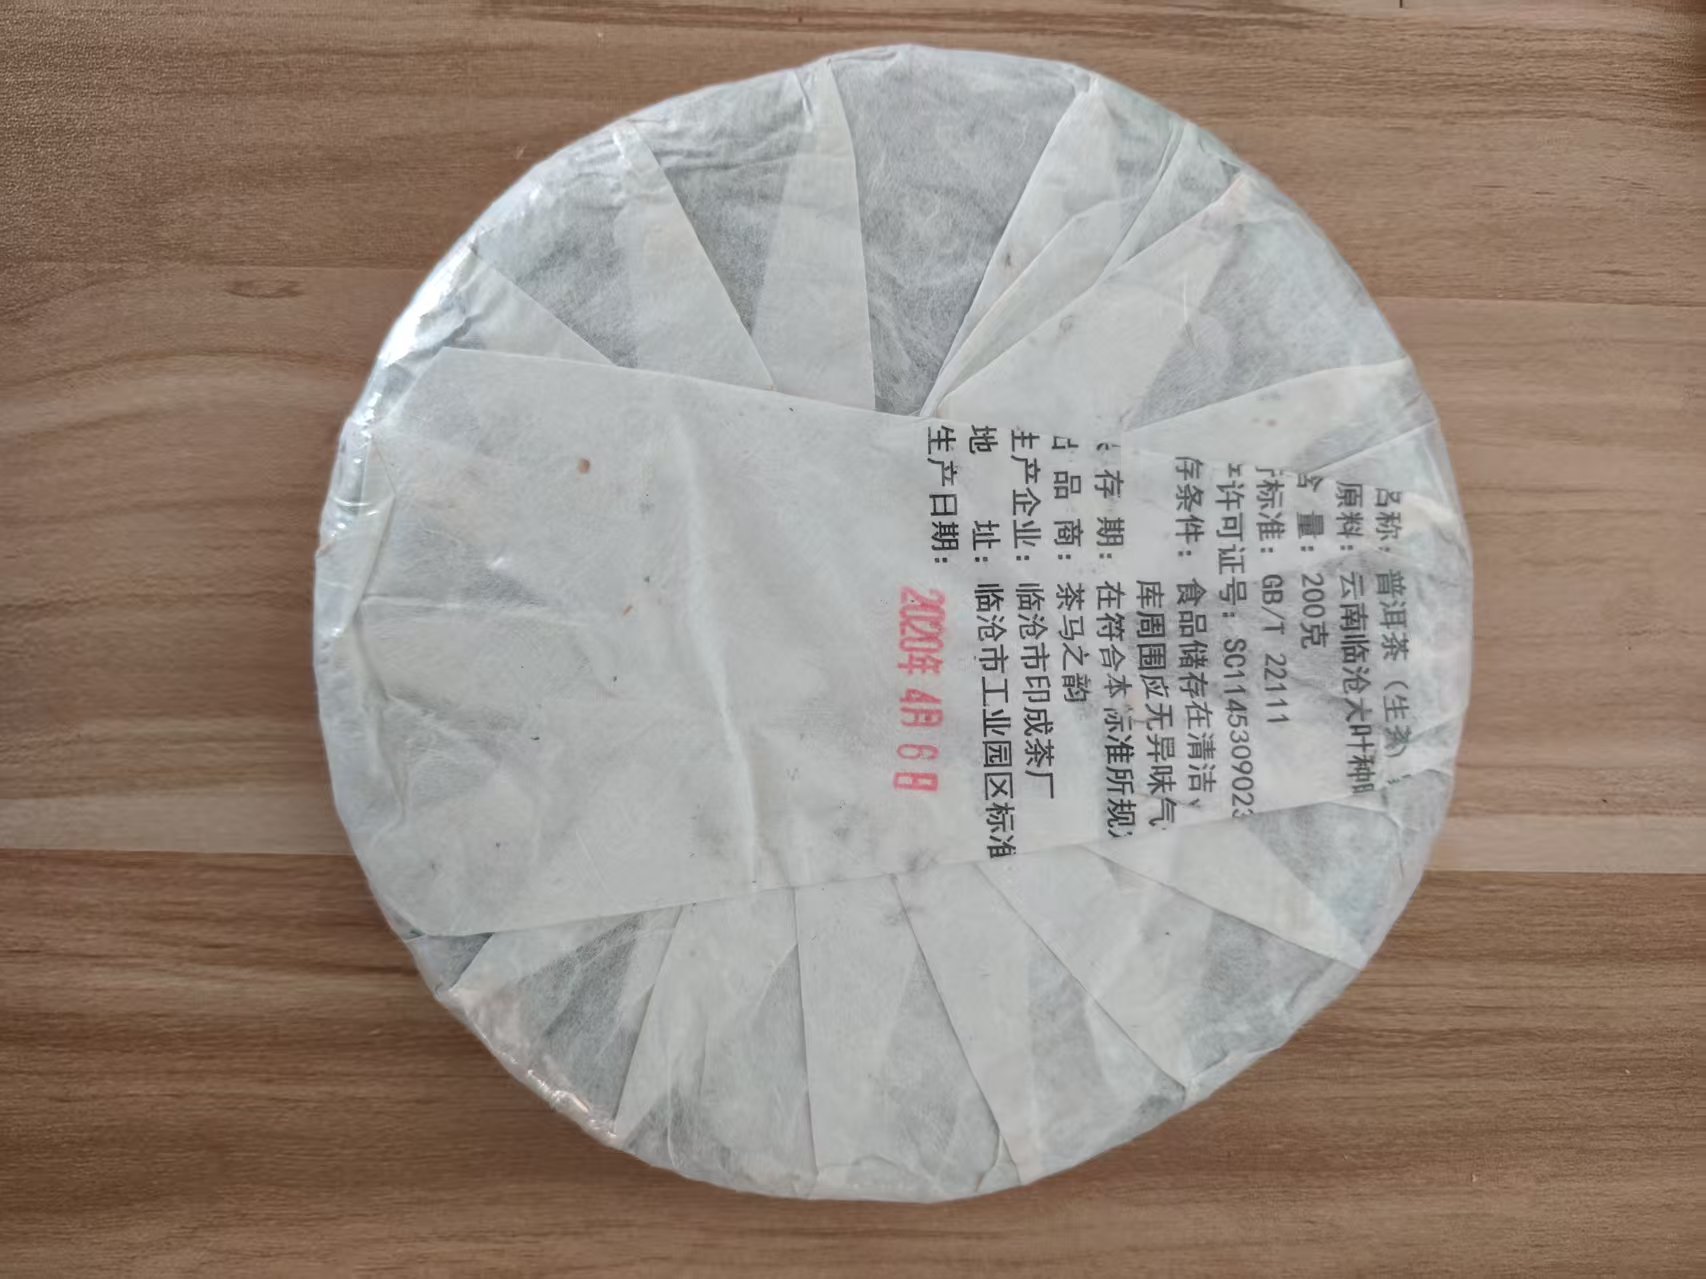 名称：普洱茶（生茶）
原料：云南临沧大叶种
含 量：200克
标准：GB/T 22111
许可证号：SC1145309023
存条件：食品储存在清洁、
库周围应无异味气
存 期：在符合本标准所规
品 商：茶马之韵
生产企业：临沧市印成茶厂
地 址：临沧市工业园区标准
生产日期：2020年4月6日